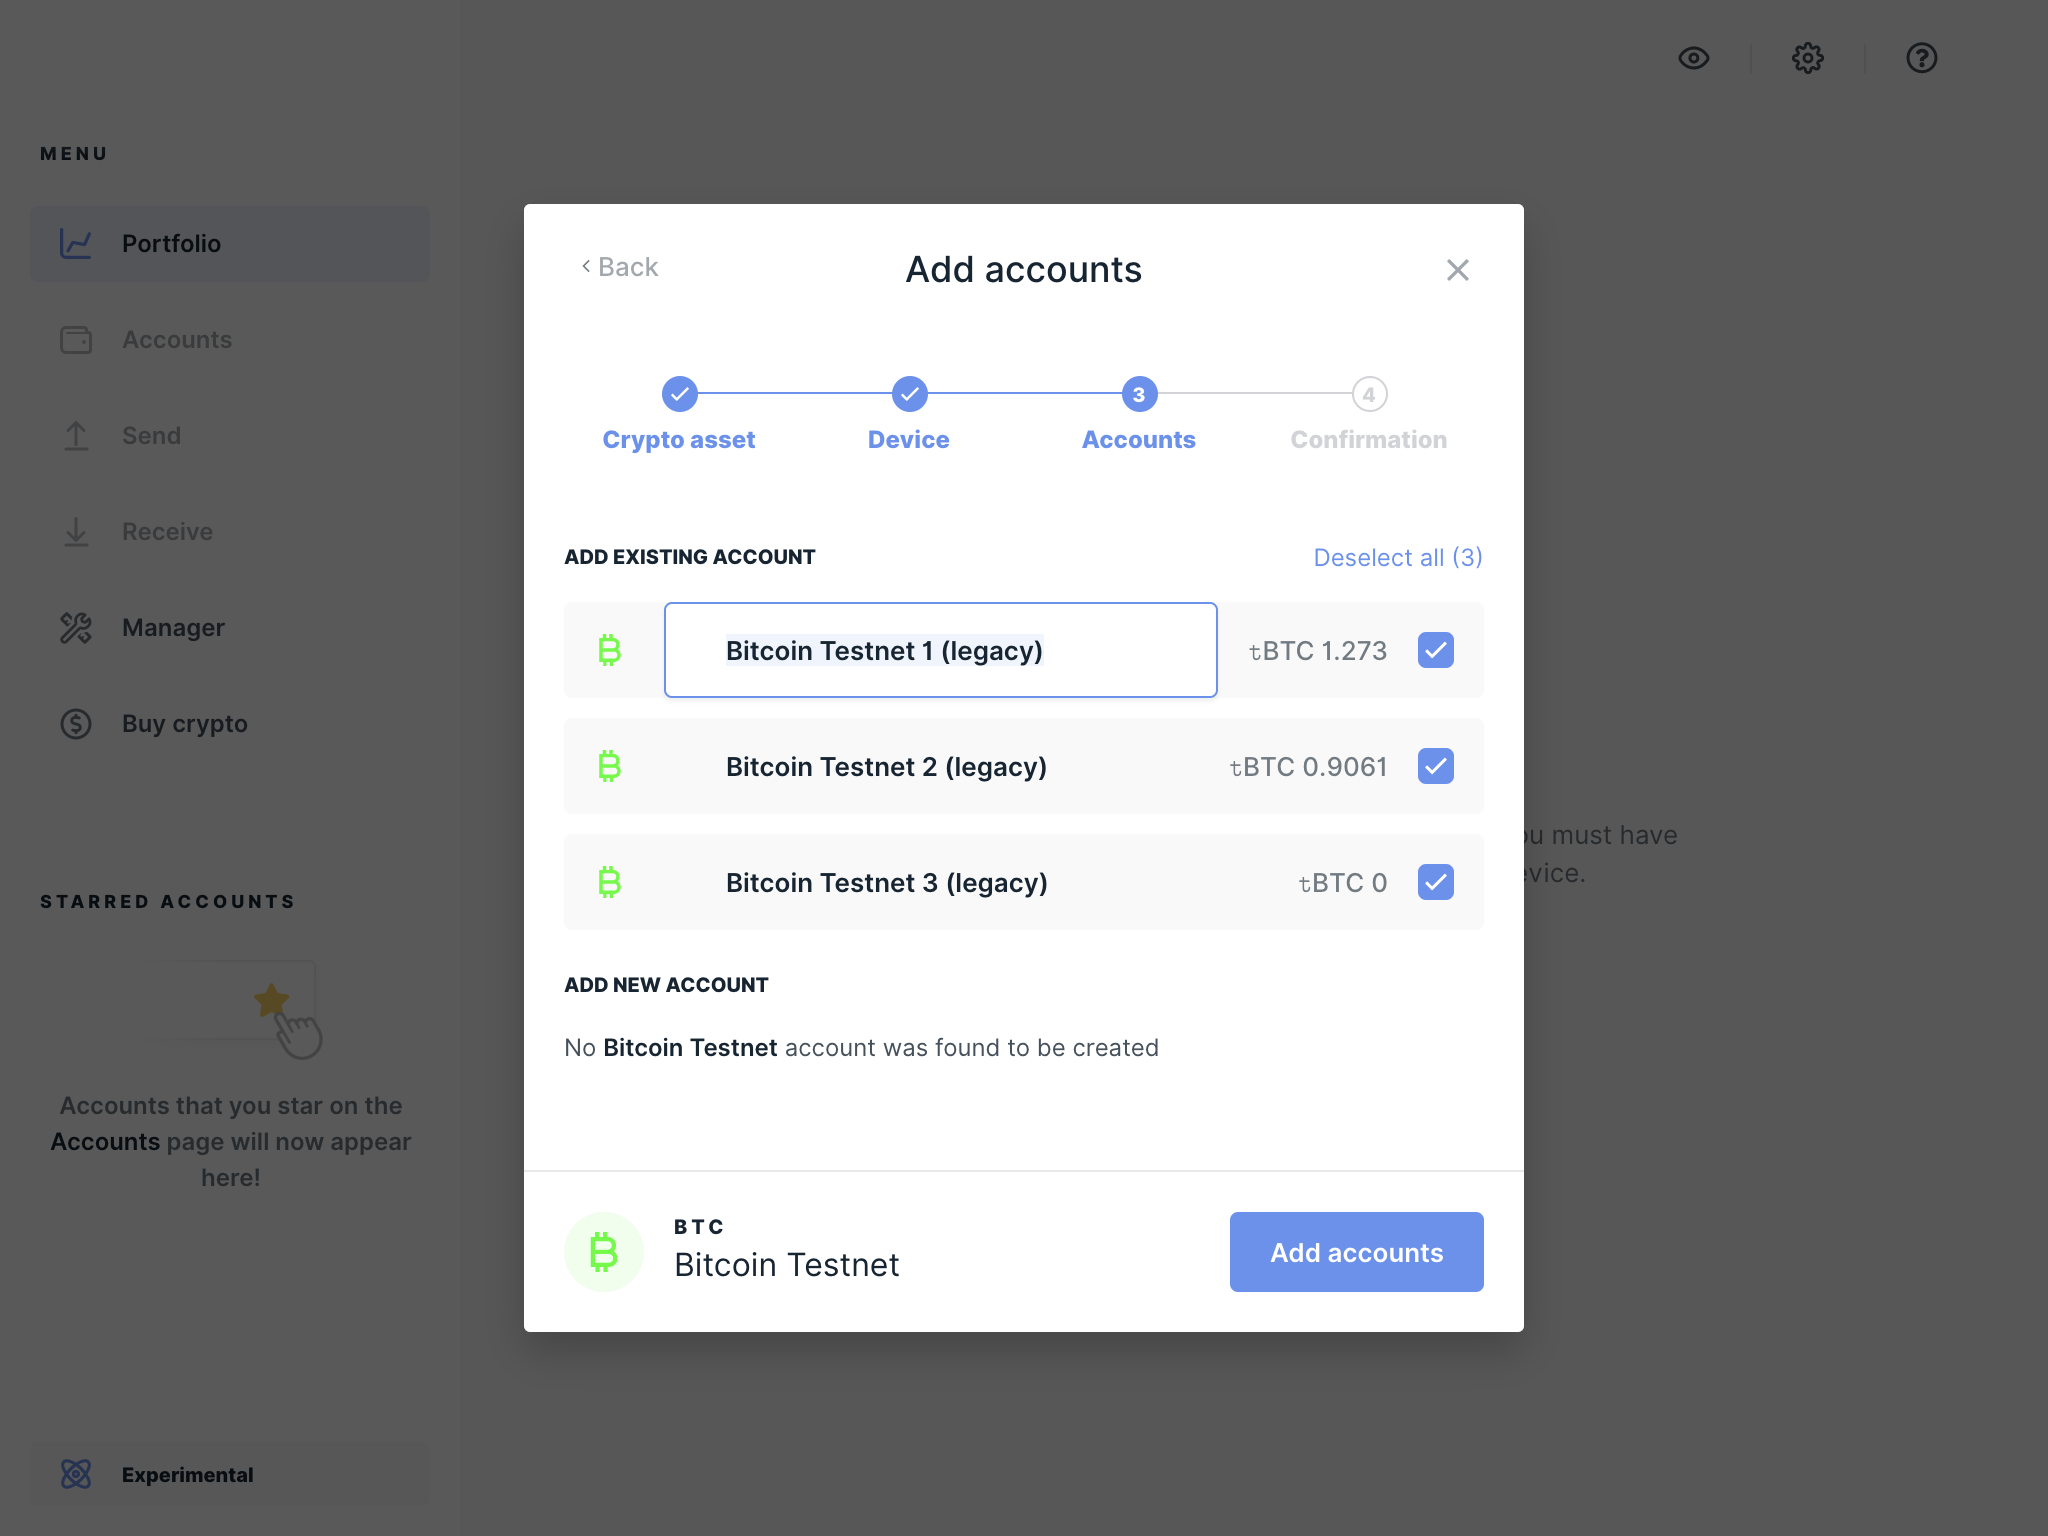 MENU
Portfolio
Accounts
Send
Receive
Manager
Buy crypto
STARRED ACCOUNTS
Accounts that you star on the
Accounts page will now appear
here!
Experimental
Back
Add accounts
3
4
Crypto asset
Device
Accounts
Confirmation
ADD EXISTING ACCOUNT
Deselect all (3)
Bitcoin Testnet 1 (legacy)
tBTC 1.273
Bitcoin Testnet 2 (legacy)
tBTC 0.9061
Bitcoin Testnet 3 (legacy)
tBTC 0
ADD NEW ACCOUNT
No Bitcoin Testnet account was found to be created
BTC
Bitcoin Testnet
Add accounts
must have